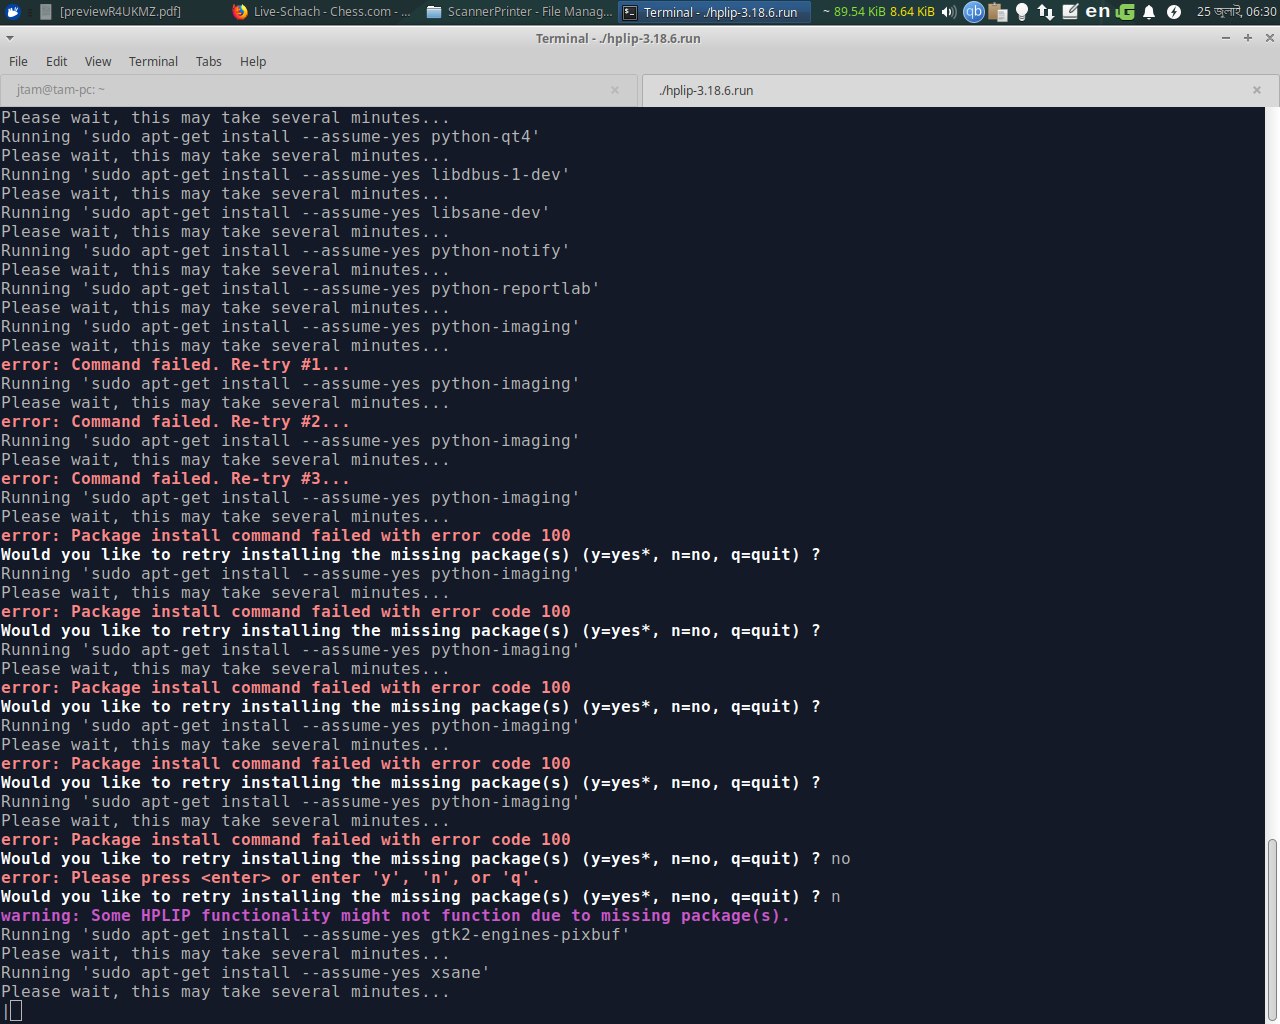 [previewR4UKMZ.pdf] Live-Schach - Chess.com - ... ScannerPrinter - File Manag... Terminal - ./hplip-3.18.6.run ~ 89.54 KiB 8.64 KiB qb en 25 জুলাই, 06:30
Terminal - ./hplip-3.18.6.run
File Edit View Terminal Tabs Help
jtam@tam-pc: ~ ./hplip-3.18.6.run
Please wait, this may take several minutes...
Running 'sudo apt-get install --assume-yes python-qt4'
Please wait, this may take several minutes...
Running 'sudo apt-get install --assume-yes libdbus-1-dev'
Please wait, this may take several minutes...
Running 'sudo apt-get install --assume-yes libsane-dev'
Please wait, this may take several minutes...
Running 'sudo apt-get install --assume-yes python-notify'
Please wait, this may take several minutes...
Running 'sudo apt-get install --assume-yes python-reportlab'
Please wait, this may take several minutes...
Running 'sudo apt-get install --assume-yes python-imaging'
Please wait, this may take several minutes...
error: Command failed. Re-try #1...
Running 'sudo apt-get install --assume-yes python-imaging'
Please wait, this may take several minutes...
error: Command failed. Re-try #2...
Running 'sudo apt-get install --assume-yes python-imaging'
Please wait, this may take several minutes...
error: Command failed. Re-try #3...
Running 'sudo apt-get install --assume-yes python-imaging'
Please wait, this may take several minutes...
error: Package install command failed with error code 100
Would you like to retry installing the missing package(s) (y=yes*, n=no, q=quit) ?
Running 'sudo apt-get install --assume-yes python-imaging'
Please wait, this may take several minutes...
error: Package install command failed with error code 100
Would you like to retry installing the missing package(s) (y=yes*, n=no, q=quit) ?
Running 'sudo apt-get install --assume-yes python-imaging'
Please wait, this may take several minutes...
error: Package install command failed with error code 100
Would you like to retry installing the missing package(s) (y=yes*, n=no, q=quit) ?
Running 'sudo apt-get install --assume-yes python-imaging'
Please wait, this may take several minutes...
error: Package install command failed with error code 100
Would you like to retry installing the missing package(s) (y=yes*, n=no, q=quit) ?
Running 'sudo apt-get install --assume-yes python-imaging'
Please wait, this may take several minutes...
error: Package install command failed with error code 100
Would you like to retry installing the missing package(s) (y=yes*, n=no, q=quit) ? no
error: Please press <enter> or enter 'y', 'n', or 'q'.
Would you like to retry installing the missing package(s) (y=yes*, n=no, q=quit) ? n
warning: Some HPLIP functionality might not function due to missing package(s).
Running 'sudo apt-get install --assume-yes gtk2-engines-pixbuf'
Please wait, this may take several minutes...
Running 'sudo apt-get install --assume-yes xsane'
Please wait, this may take several minutes...
|